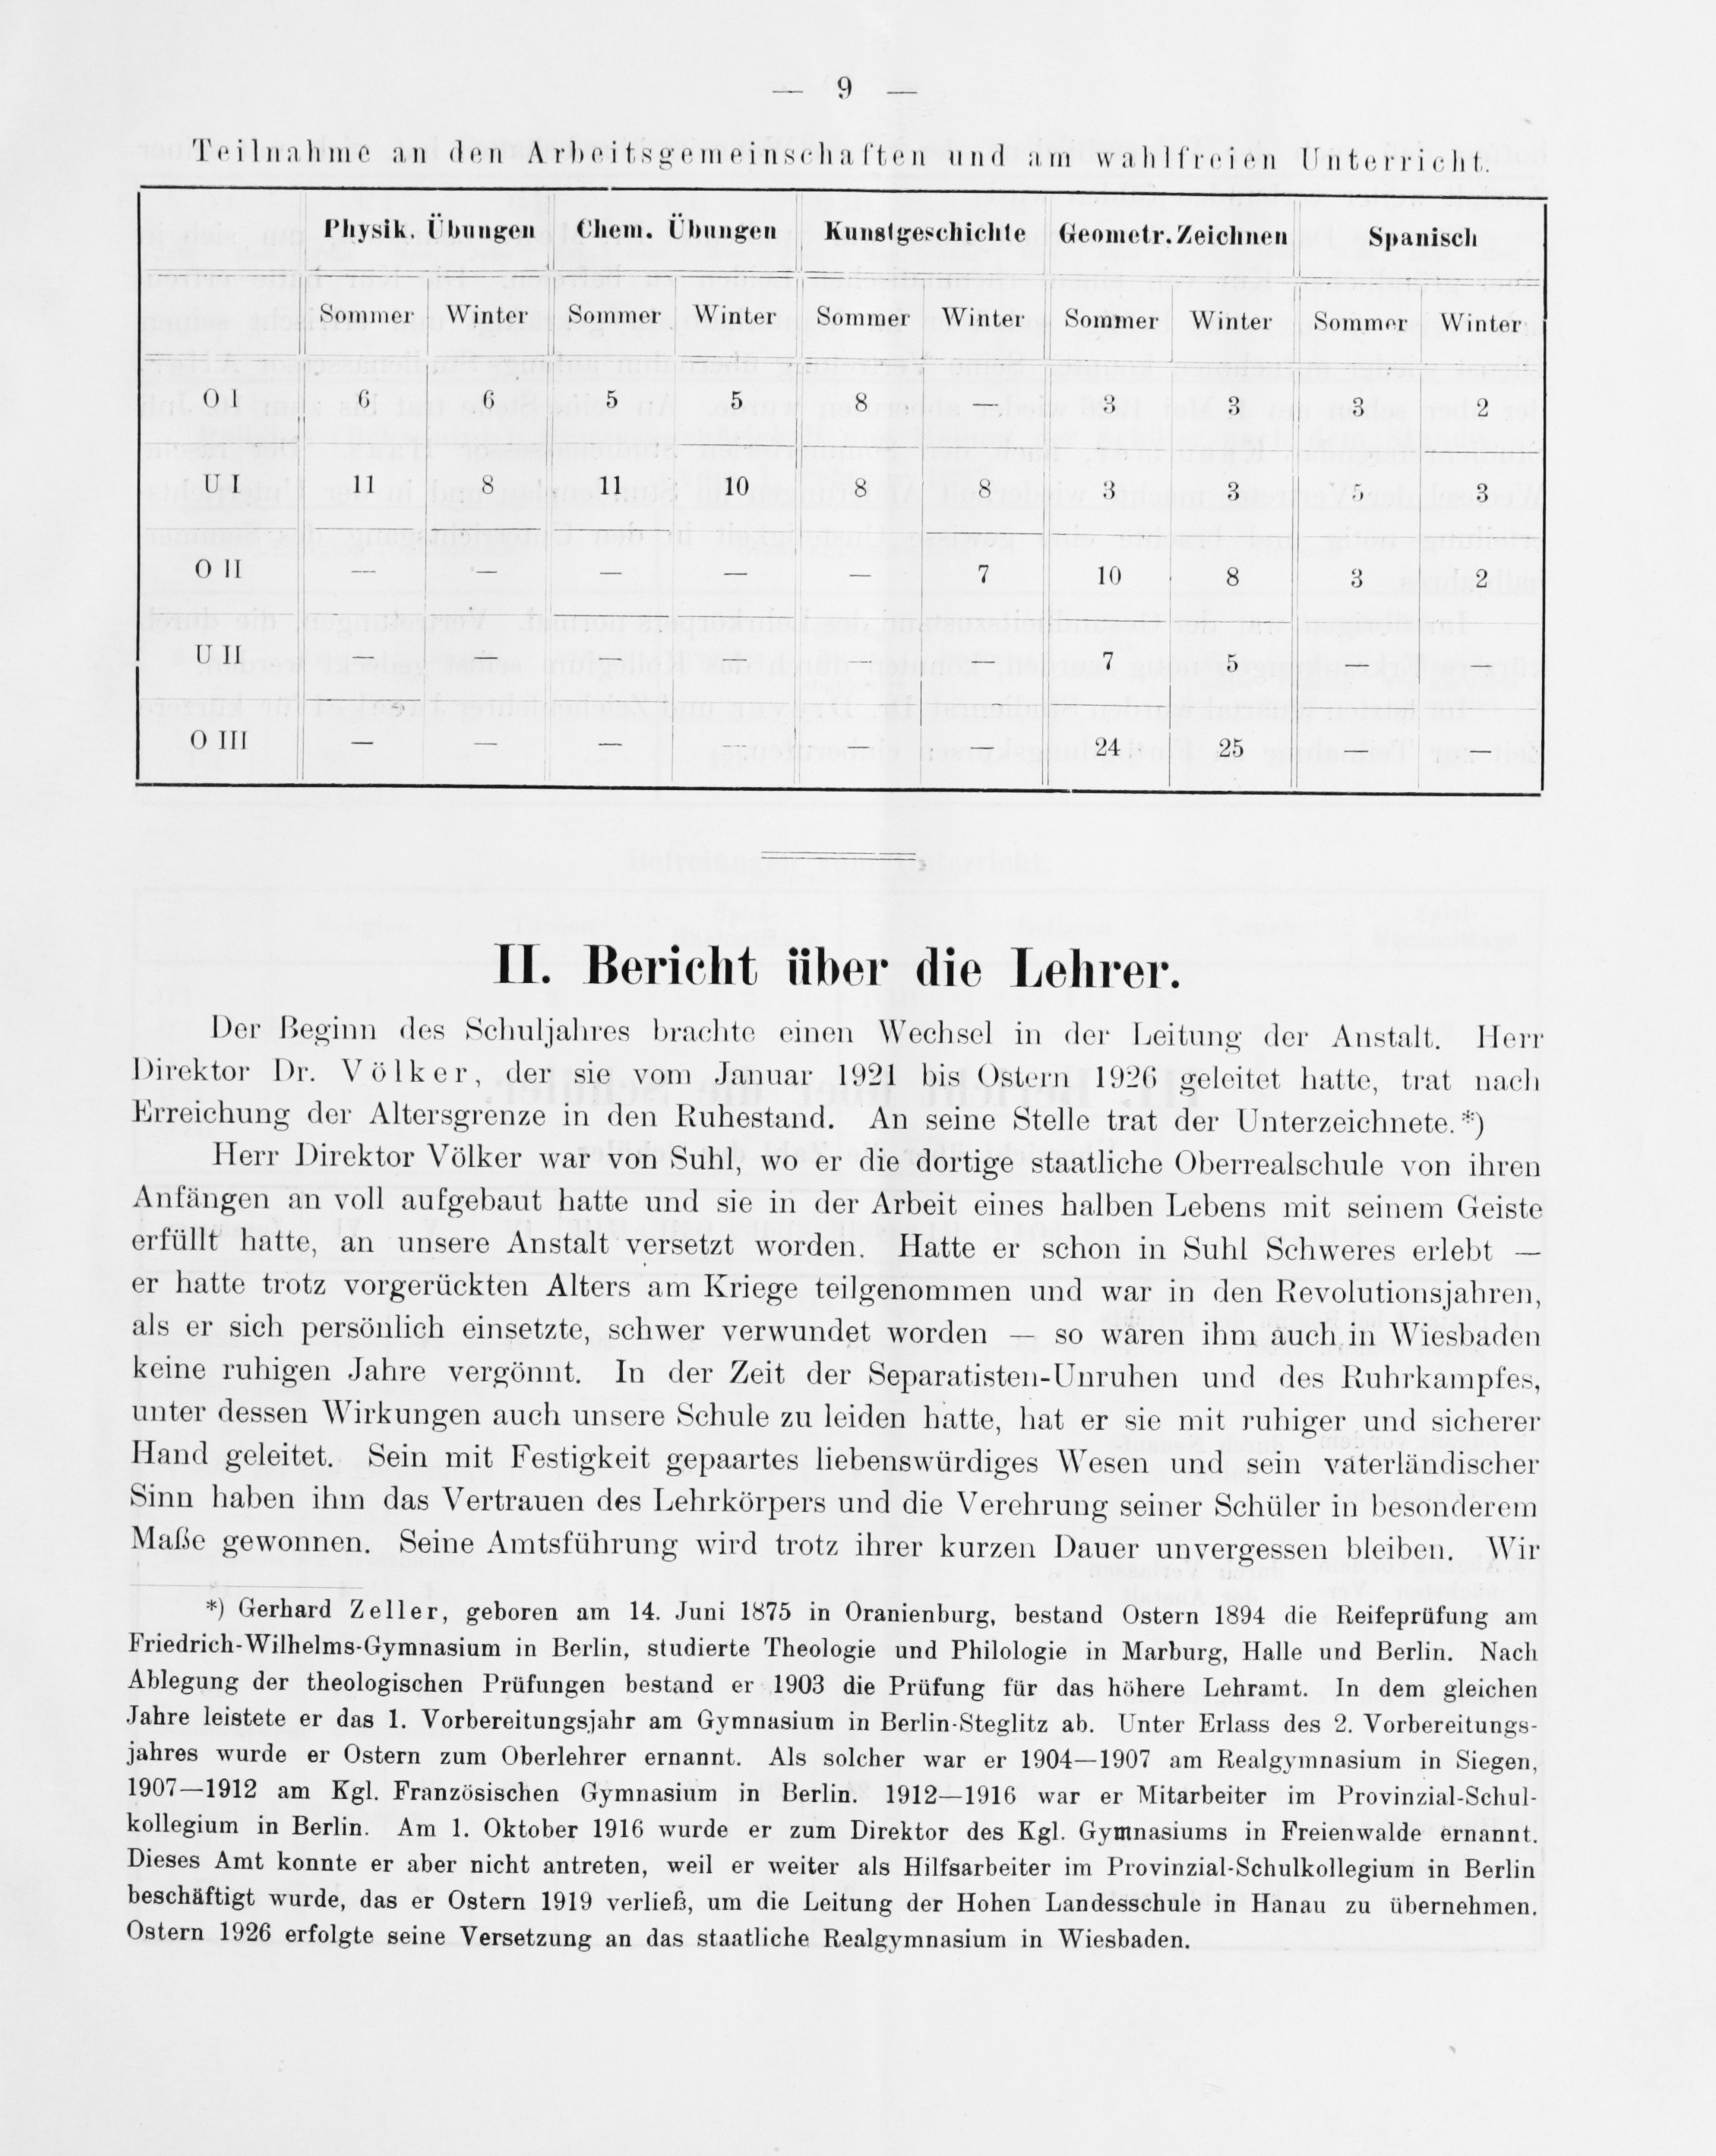 — 9 —
Teilnahme an den Arbeitsgemeinschaften und am wahlfreien Unterricht.
Physik. Übungen Chem. Übungen Kunstgeschichte Geometr. Zeichnen Spanisch
Sommer Winter Sommer Winter Sommer Winter Sommer Winter Sommer Winter
O I 6 6 5 5 8 — 3 3 3 2
U I 11 8 11 10 8 8 3 3 5 3
O II — — — — — 7 10 8 3 2
U II — — — — — — 7 5 — —
O III — — — — — — 24 25 — —
II. Bericht über die Lehrer.
Der Beginn des Schuljahres brachte einen Wechsel in der Leitung der Anstalt. Herr
Direktor Dr. Völker, der sie vom Januar 1921 bis Ostern 1926 geleitet hatte, trat nach
Erreichung der Altersgrenze in den Ruhestand. An seine Stelle trat der Unterzeichnete.*)
Herr Direktor Völker war von Suhl, wo er die dortige staatliche Oberrealschule von ihren
Anfängen an voll aufgebaut hatte und sie in der Arbeit eines halben Lebens mit seinem Geiste
erfüllt hatte, an unsere Anstalt versetzt worden. Hatte er schon in Suhl Schweres erlebt —
er hatte trotz vorgerückten Alters am Kriege teilgenommen und war in den Revolutionsjahren,
als er sich persönlich einsetzte, schwer verwundet worden — so waren ihm auch in Wiesbaden
keine ruhigen Jahre vergönnt. In der Zeit der Separatisten-Unruhen und des Ruhrkampfes,
unter dessen Wirkungen auch unsere Schule zu leiden hatte, hat er sie mit ruhiger und sicherer
Hand geleitet. Sein mit Festigkeit gepaartes liebenswürdiges Wesen und sein vaterländischer
Sinn haben ihm das Vertrauen des Lehrkörpers und die Verehrung seiner Schüler in besonderem
Maße gewonnen. Seine Amtsführung wird trotz ihrer kurzen Dauer unvergessen bleiben. Wir
*) Gerhard Zeller, geboren am 14. Juni 1875 in Oranienburg, bestand Ostern 1894 die Reifeprüfung am
Friedrich-Wilhelms-Gymnasium in Berlin, studierte Theologie und Philologie in Marburg, Halle und Berlin. Nach
Ablegung der theologischen Prüfungen bestand er 1903 die Prüfung für das höhere Lehramt. In dem gleichen
Jahre leistete er das 1. Vorbereitungsjahr am Gymnasium in Berlin-Steglitz ab. Unter Erlass des 2. Vorbereitungs-
jahres wurde er Ostern zum Oberlehrer ernannt. Als solcher war er 1904—1907 am Realgymnasium in Siegen,
1907—1912 am Kgl. Französischen Gymnasium in Berlin. 1912—1916 war er Mitarbeiter im Provinzial-Schul-
kollegium in Berlin. Am 1. Oktober 1916 wurde er zum Direktor des Kgl. Gymnasiums in Freienwalde ernannt.
Dieses Amt konnte er aber nicht antreten, weil er weiter als Hilfsarbeiter im Provinzial-Schulkollegium in Berlin
beschäftigt wurde, das er Ostern 1919 verließ, um die Leitung der Hohen Landesschule in Hanau zu übernehmen.
Ostern 1926 erfolgte seine Versetzung an das staatliche Realgymnasium in Wiesbaden.